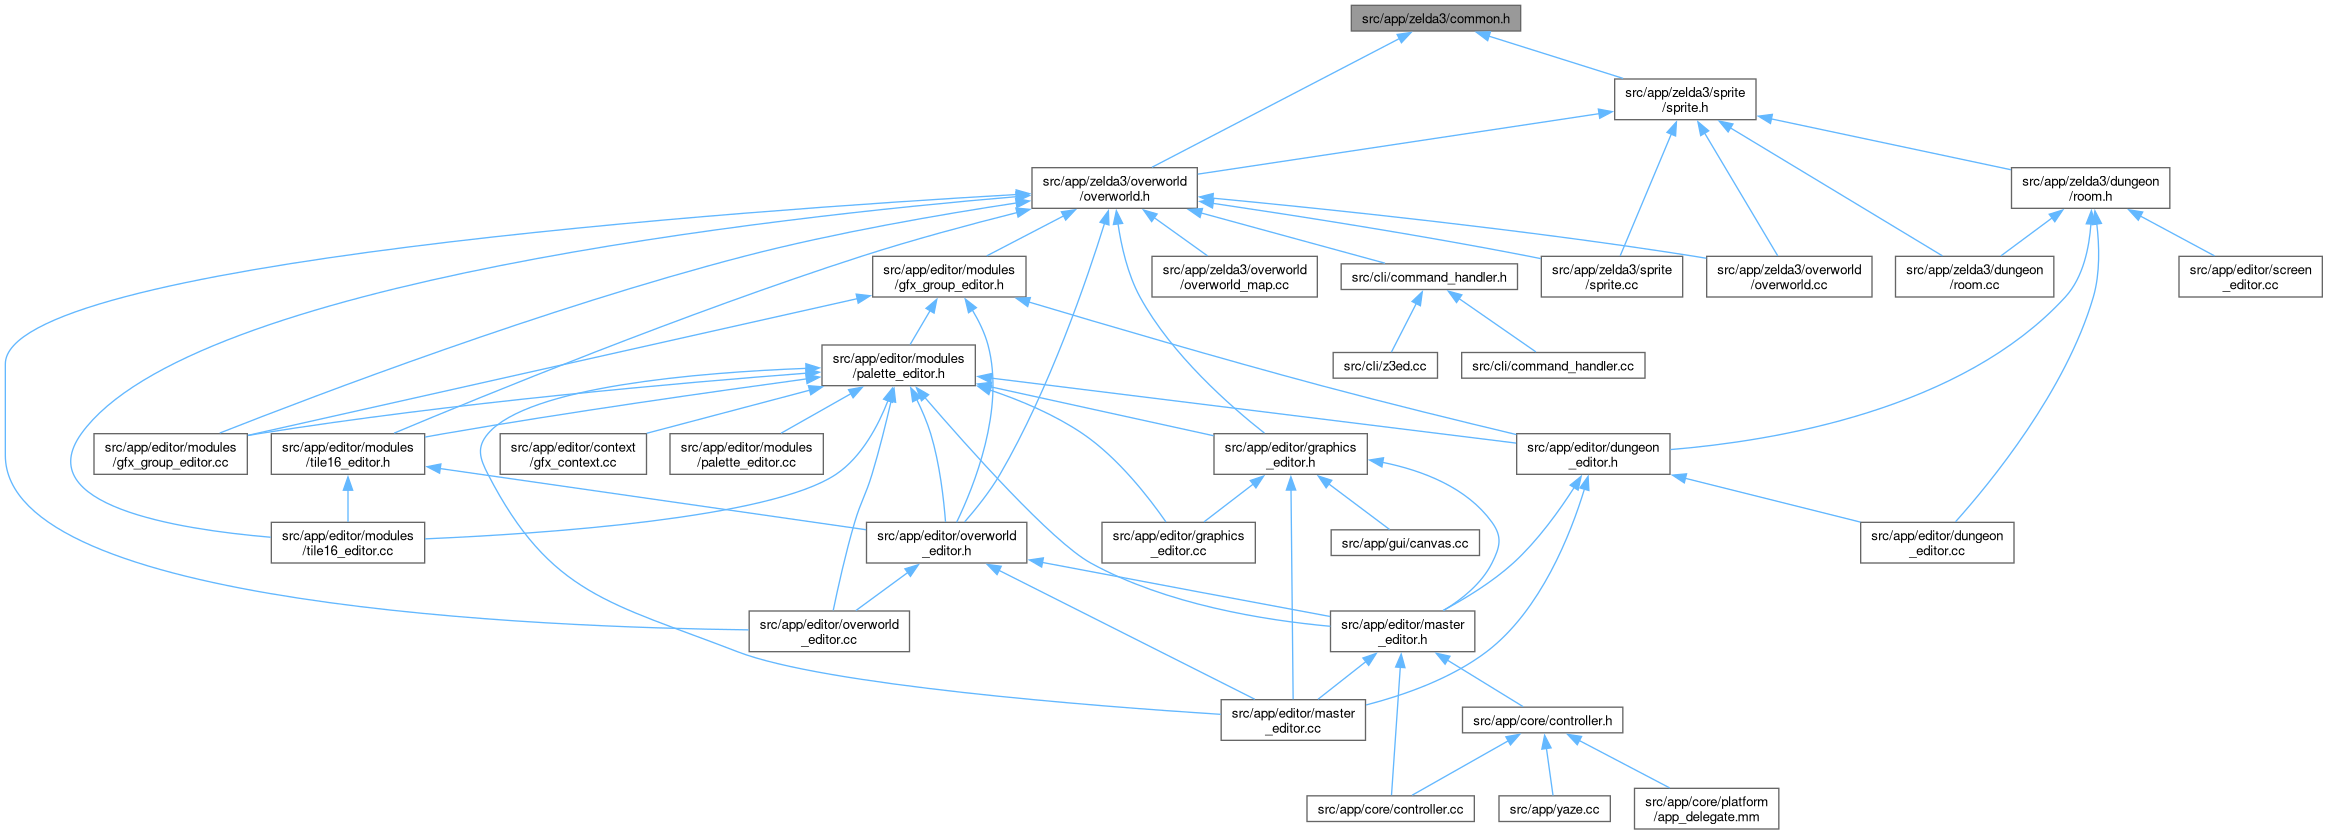 src/app/zelda3/common.h
src/app/zelda3/sprite
/sprite.h
src/app/zelda3/overworld
/overworld.h
src/app/zelda3/dungeon
/room.h
src/app/editor/modules
/gfx_group_editor.h
src/app/zelda3/overworld
/overworld_map.cc
src/cli/command_handler.h
src/app/zelda3/sprite
/sprite.cc
src/app/zelda3/overworld
/overworld.cc
src/app/zelda3/dungeon
/room.cc
src/app/editor/screen
_editor.cc
src/app/editor/modules
/palette_editor.h
src/cli/z3ed.cc
src/cli/command_handler.cc
src/app/editor/modules
/gfx_group_editor.cc
src/app/editor/modules
/tile16_editor.h
src/app/editor/context
/gfx_context.cc
src/app/editor/modules
/palette_editor.cc
src/app/editor/graphics
_editor.h
src/app/editor/dungeon
_editor.h
src/app/editor/modules
/tile16_editor.cc
src/app/editor/overworld
_editor.h
src/app/editor/graphics
_editor.cc
src/app/gui/canvas.cc
src/app/editor/dungeon
_editor.cc
src/app/editor/overworld
_editor.cc
src/app/editor/master
_editor.h
src/app/editor/master
_editor.cc
src/app/core/controller.h
src/app/core/controller.cc
src/app/yaze.cc
src/app/core/platform
/app_delegate.mm